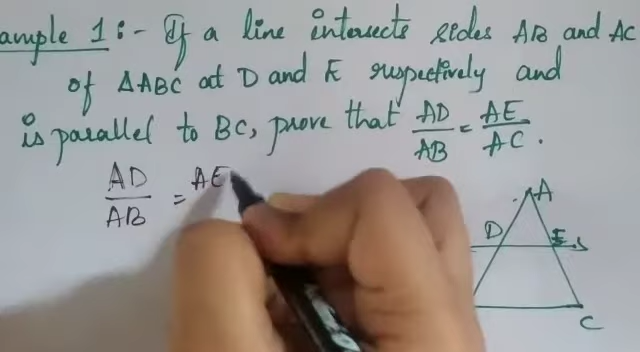 ample 1:- If a line intersects sides AB and AC
of △ABC at D and E respectively and
is parallel to BC, prove that AD/AB = AE/AC.
AD/AB = AE
A
D E
C